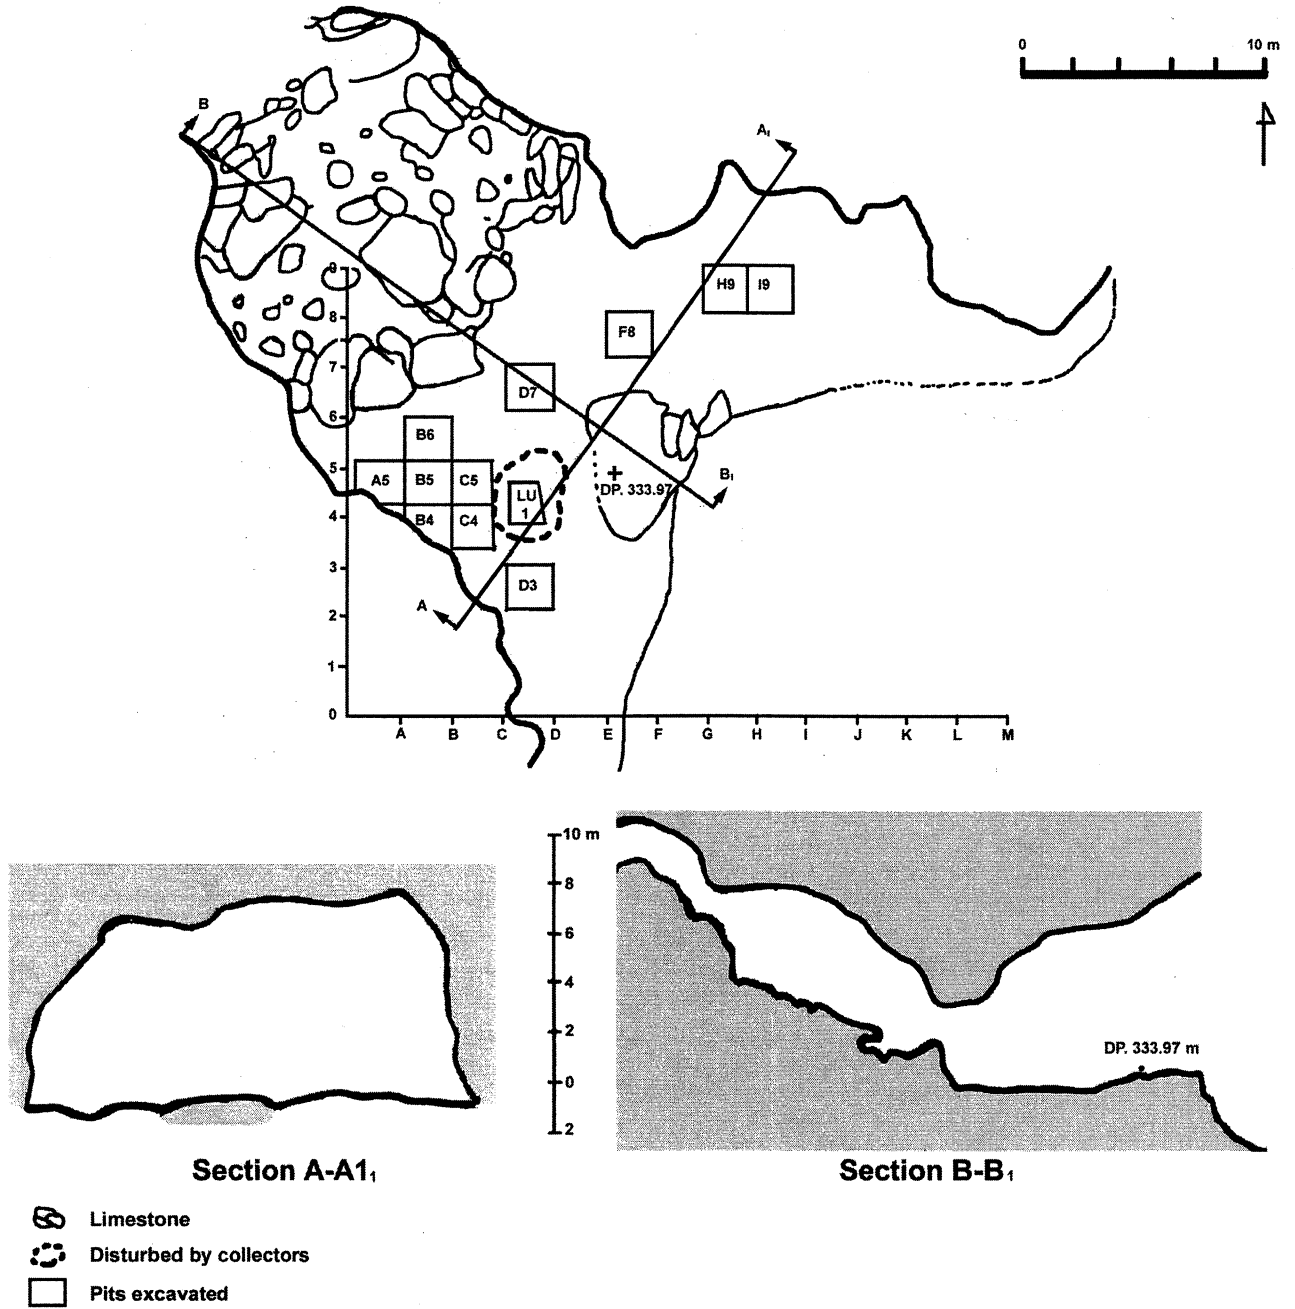 0 10 m
B
A₁
9
H9 I9
8
F8
7
D7
6
B6
5
A5 B5 C5
B₁
LU
1
DP. 333.97
4
B4 C4
3
D3
A
2
1
0
A B C D E F G H I J K L M
10 m
8
6
4
2
0
2
DP. 333.97 m
Section A-A1₁
Section B-B₁
Limestone
Disturbed by collectors
Pits excavated